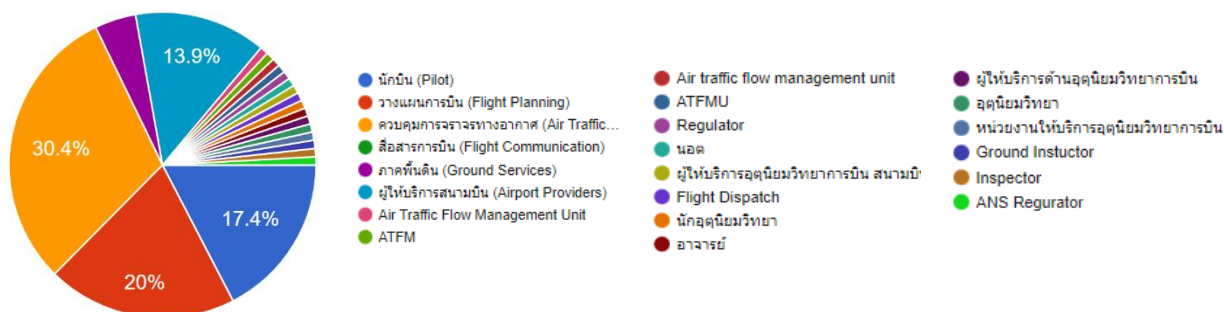 13.9%
30.4%
17.4%
20%
นักบิน (Pilot)
วางแผนการบิน (Flight Planning)
ควบคุมการจราจรทางอากาศ (Air Traffic...
สื่อสารการบิน (Flight Communication)
ภาคพื้นดิน (Ground Services)
ผู้ให้บริการสนามบิน (Airport Providers)
Air Traffic Flow Management Unit
ATFM
Air traffic flow management unit
ATFMU
Regulator
นอต
ผู้ให้บริการอุตุนิยมวิทยาการบิน สนามบิน
Flight Dispatch
นักอุตุนิยมวิทยา
อาจารย์
ผู้ให้บริการด้านอุตุนิยมวิทยาการบิน
อุตุนิยมวิทยา
หน่วยงานให้บริการอุตุนิยมวิทยาการบิน
Ground Instuctor
Inspector
ANS Regurator